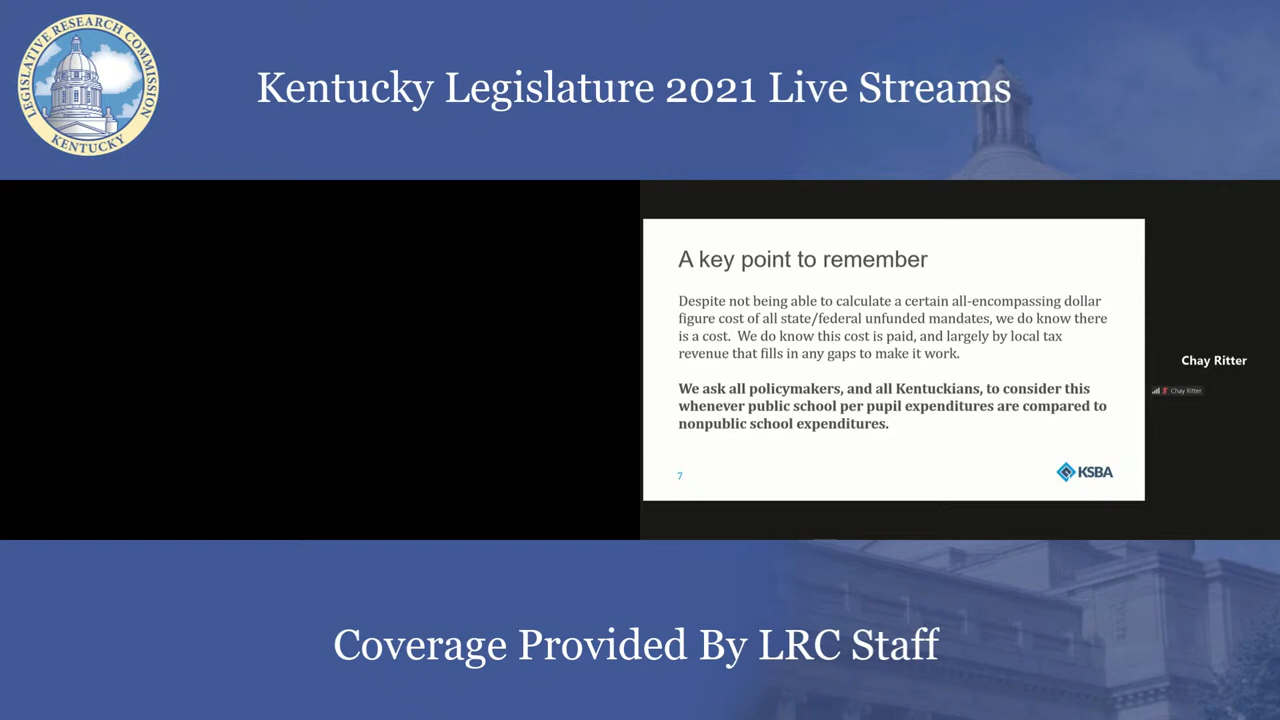 LEGISLATIVE RESEARCH COMMISSION
KENTUCKY
Kentucky Legislature 2021 Live Streams
A key point to remember
Despite not being able to calculate a certain all-encompassing dollar
figure cost of all state/federal unfunded mandates, we do know there
is a cost.  We do know this cost is paid, and largely by local tax
revenue that fills in any gaps to make it work.
We ask all policymakers, and all Kentuckians, to consider this
whenever public school per pupil expenditures are compared to
nonpublic school expenditures.
7
KSBA
Chay Ritter
Chay Ritter
Coverage Provided By LRC Staff